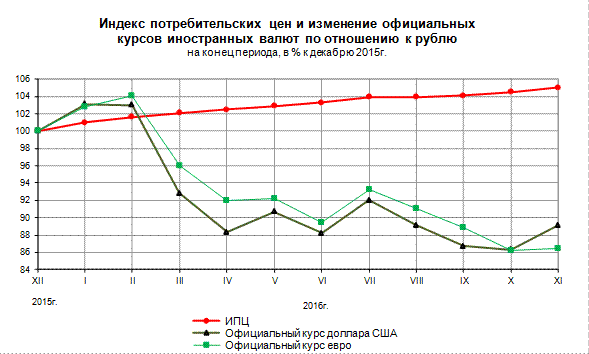 Индекс потребительских цен и изменение официальных
курсов иностранных валют по отношению к рублю
на конец периода, в % к декабрю 2015г.
106
104
102
100
98
96
94
92
90
88
86
84
XII I II III IV V VI VII VIII IX X XI
2015г. 2016г.
ИПЦ
Официальный курс доллара США
Официальный курс евро